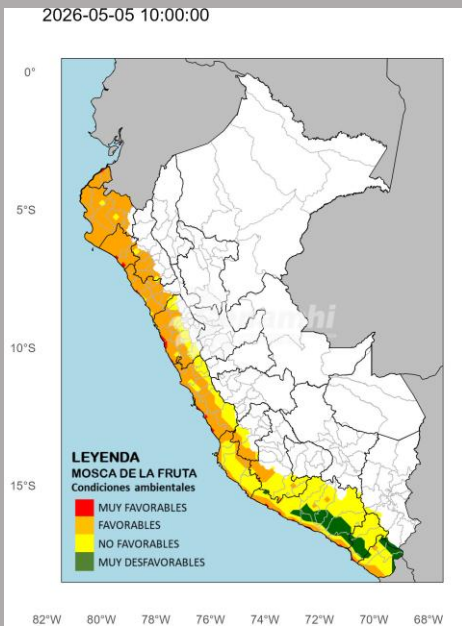 2026-05-05 10:00:00
0°
5°S
10°S
15°S
LEYENDA
MOSCA DE LA FRUTA
Condiciones ambientales
MUY FAVORABLES
FAVORABLES
NO FAVORABLES
MUY DESFAVORABLES
82°W 80°W 78°W 76°W 74°W 72°W 70°W 68°W